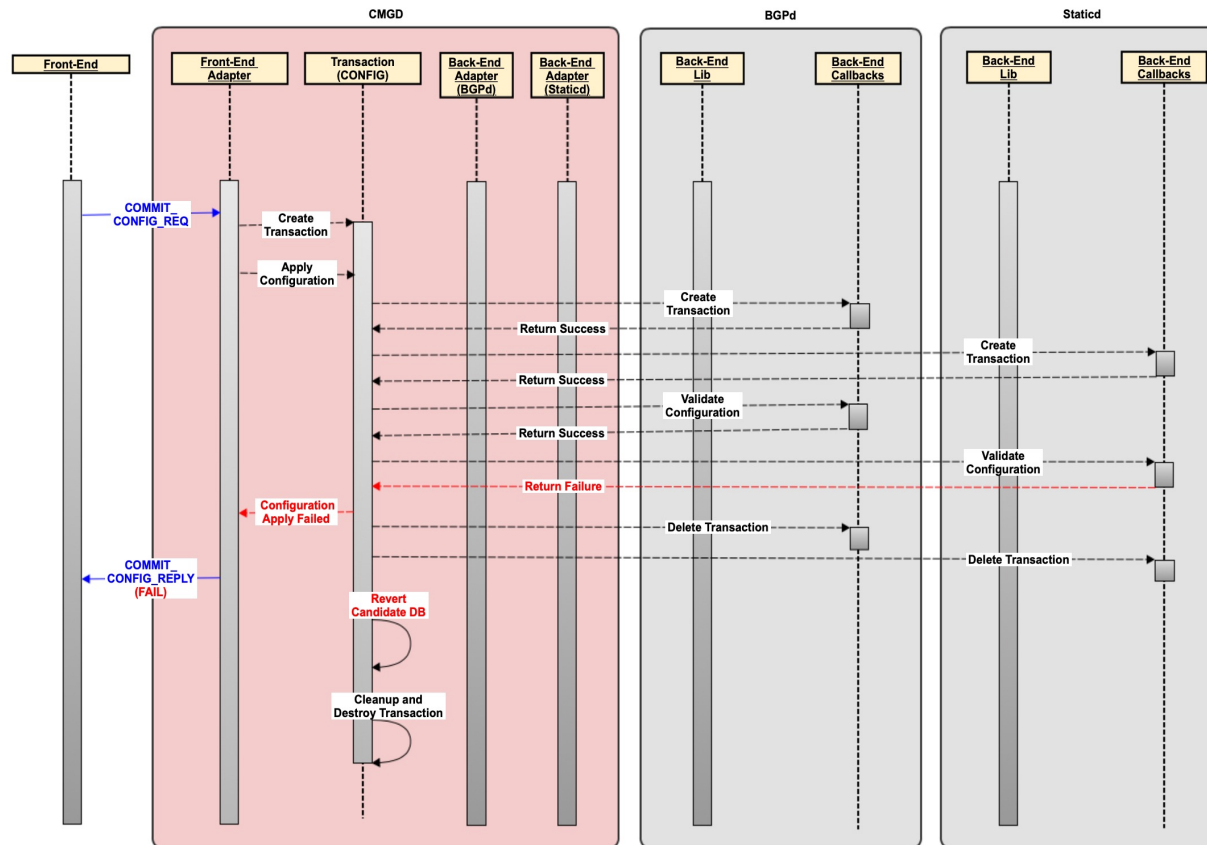 CMGD
BGPd
Staticd
Front-End
Front-End
Adapter
Transaction
(CONFIG)
Back-End
Adapter
(BGPd)
Back-End
Adapter
(Staticd)
Back-End
Lib
Back-End
Callbacks
Back-End
Lib
Back-End
Callbacks
COMMIT_
CONFIG_REQ
Create
Transaction
Apply
Configuration
Create
Transaction
Return Success
Create
Transaction
Return Success
Validate
Configuration
Return Success
Validate
Configuration
Return Failure
Configuration
Apply Failed
Delete Transaction
Delete Transaction
COMMIT_
CONFIG_REPLY
(FAIL)
Revert
Candidate DB
Cleanup and
Destroy Transaction